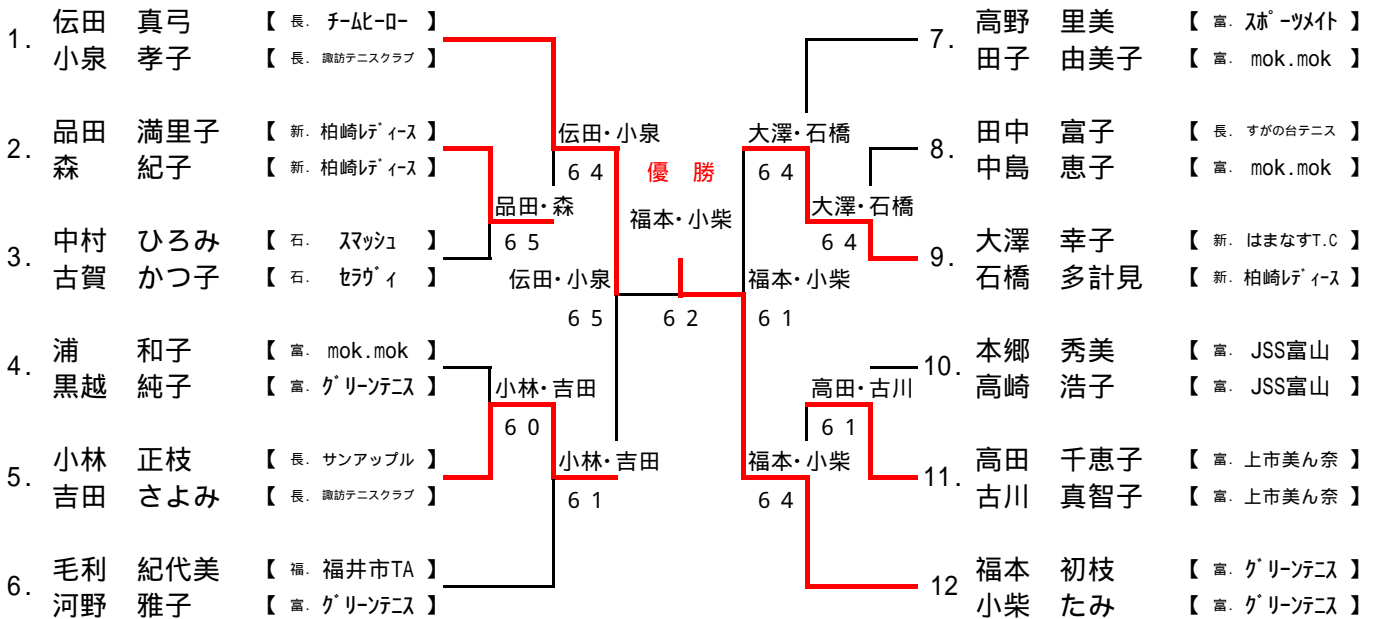 1. 伝田 真弓 【 長. チームヒーロー 】
小泉 孝子 【 長. 諏訪テニスクラブ 】
2. 品田 満里子 【 新. 柏崎レディース 】
森 紀子 【 新. 柏崎レディース 】
3. 中村 ひろみ 【 石. スマッシュ 】
古賀 かつ子 【 石. セラヴィ 】
4. 浦 和子 【 富. mok.mok 】
黒越 純子 【 富. グリーンテニス 】
5. 小林 正枝 【 長. サンアップル 】
吉田 さよみ 【 長. 諏訪テニスクラブ 】
6. 毛利 紀代美 【 福. 福井市TA 】
河野 雅子 【 富. グリーンテニス 】
伝田・小泉
6 4
品田・森
6 5
伝田・小泉
6 5
小林・吉田
6 0
小林・吉田
6 1
優 勝
福本・小柴
6 2
大澤・石橋
6 4
大澤・石橋
6 4
福本・小柴
6 1
高田・古川
6 1
福本・小柴
6 4
7. 高野 里美 【 富. スポーツメイト 】
田子 由美子 【 富. mok.mok 】
8. 田中 富子 【 長. すがの台テニス 】
中島 恵子 【 富. mok.mok 】
9. 大澤 幸子 【 新. はまなすT.C 】
石橋 多計見 【 新. 柏崎レディース 】
10. 本郷 秀美 【 富. JSS富山 】
高崎 浩子 【 富. JSS富山 】
11. 高田 千恵子 【 富. 上市美ん奈 】
古川 真智子 【 富. 上市美ん奈 】
12 福本 初枝 【 富. グリーンテニス 】
小柴 たみ 【 富. グリーンテニス 】